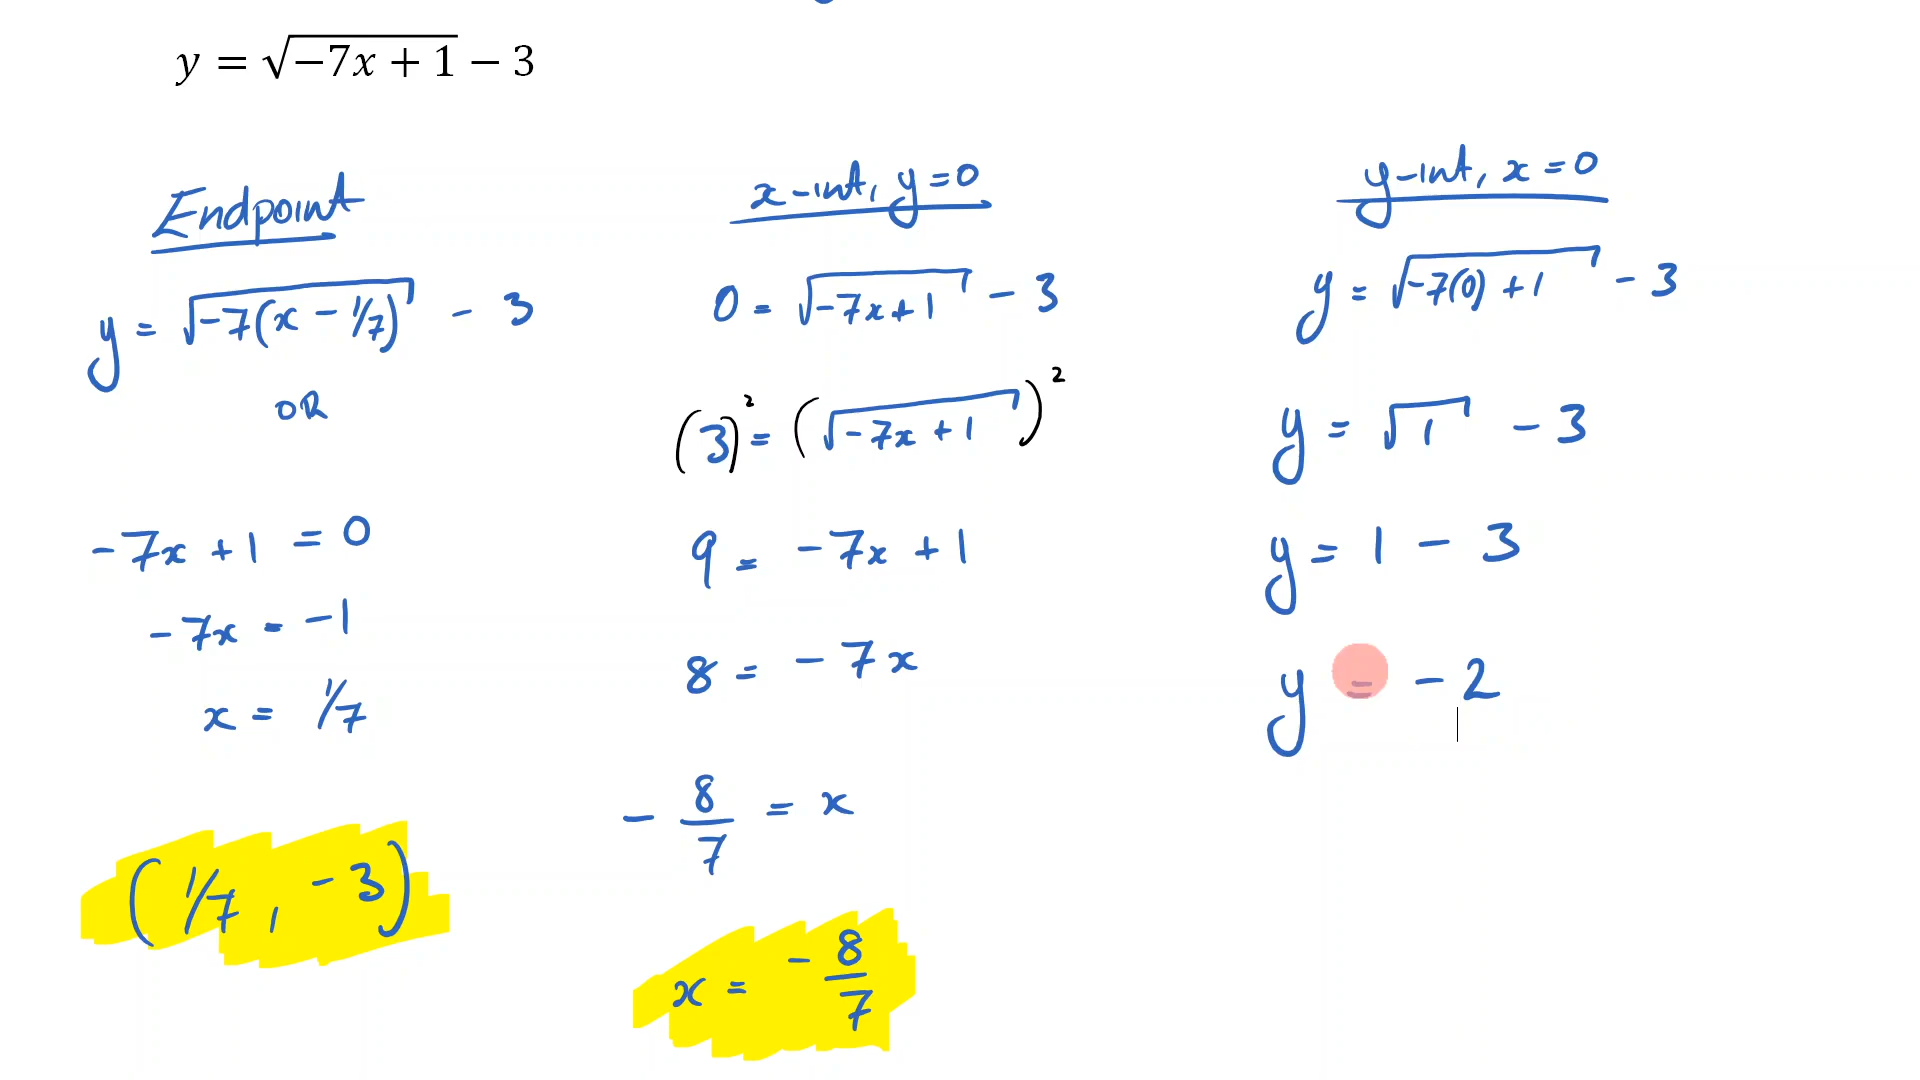 y = √(−7x + 1) − 3
Endpoint
y = √(-7(x - 1/7)) - 3
OR
-7x + 1 = 0
-7x = -1
x = 1/7
(1/7, -3)
x-int, y = 0
0 = √(-7x + 1) - 3
(3)² = (√(-7x + 1))²
9 = -7x + 1
8 = -7x
-8/7 = x
x = -8/7
y-int, x = 0
y = √(-7(0) + 1) - 3
y = √1 - 3
y = 1 - 3
y = -2